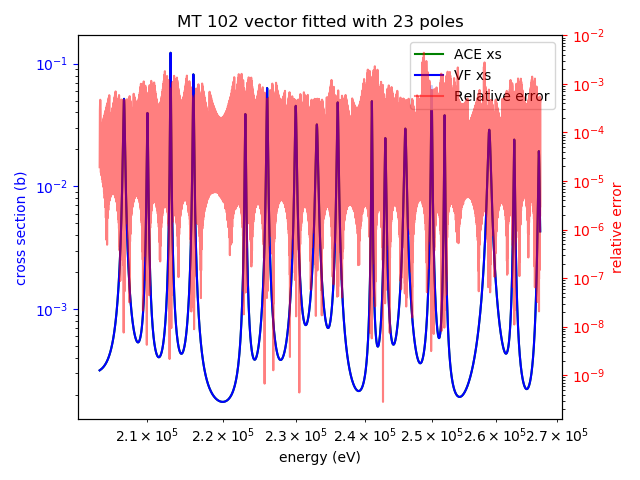 MT 102 vector fitted with 23 poles
ACE xs
VF xs
Relative error
cross section (b)
10⁻¹
10⁻²
10⁻³
10⁻²
10⁻³
10⁻⁴
10⁻⁵
10⁻⁶
10⁻⁷
10⁻⁸
10⁻⁹
relative error
2.1 × 10⁵ 2.2 × 10⁵ 2.3 × 10⁵ 2.4 × 10⁵ 2.5 × 10⁵ 2.6 × 10⁵ 2.7 × 10⁵
energy (eV)